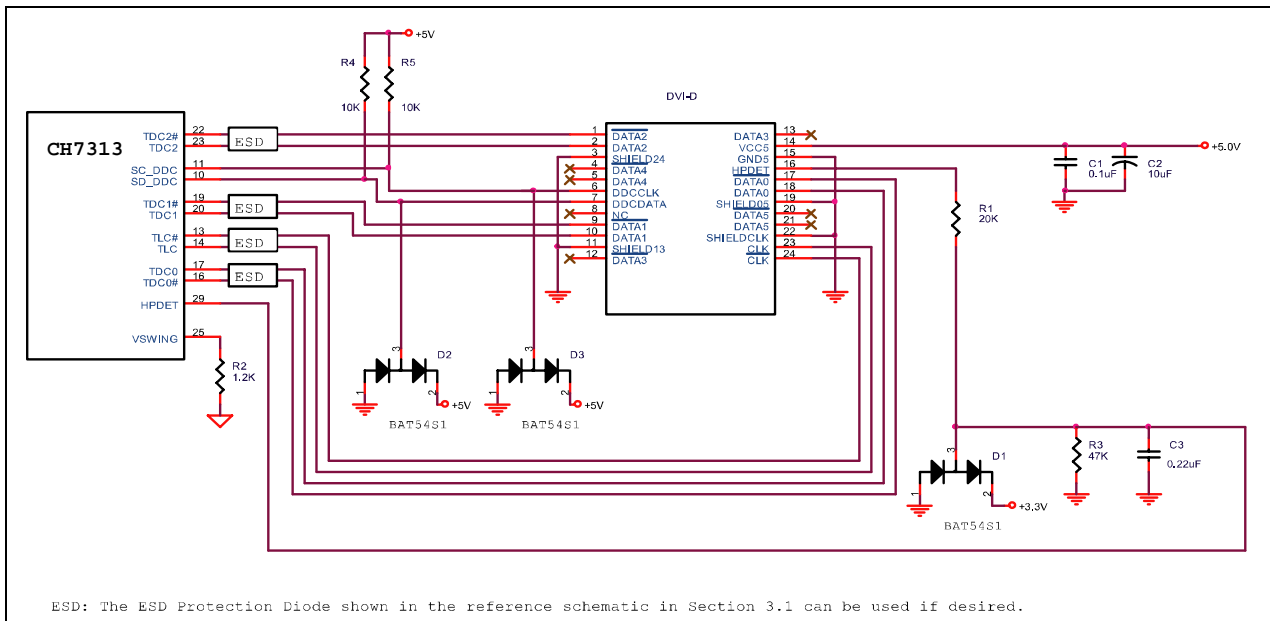 +5V
R4
R5
10K
10K
DVI-D
CH7313
TDC2# 22
TDC2 23
SC_DDC 11
SD_DDC 10
TDC1# 19
TDC1 20
TLC# 13
TLC 14
TDC0 17
TDC0# 16
HPDET 29
VSWING 25
ESD
ESD
ESD
ESD
1 DATA2
2 DATA2
3 SHIELD24
4 DATA4
5 DATA4
6 DDCCLK
7 DDCDATA
8 NC
9 DATA1
10 DATA1
11 SHIELD13
12 DATA3
DATA3 13
VCC5 14
GND5 15
HPDET 16
DATA0 17
DATA0 18
SHIELD05 19
DATA5 20
DATA5 21
SHIELDCLK 22
CLK 23
CLK 24
+5.0V
C1
0.1uF
C2
10uF
R1
20K
R2
1.2K
3
D2
1
2
+5V
BAT54S1
3
D3
1
2
+5V
BAT54S1
3
D1
1
2
+3.3V
BAT54S1
R3
47K
C3
0.22uF
ESD: The ESD Protection Diode shown in the reference schematic in Section 3.1 can be used if desired.